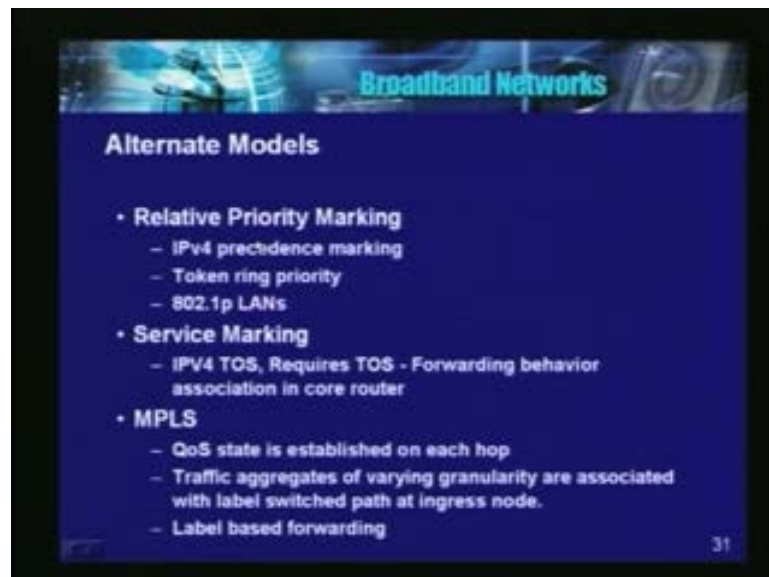 Broadband Networks
Alternate Models
• Relative Priority Marking
– IPv4 precedence marking
– Token ring priority
– 802.1p LANs
• Service Marking
– IPV4 TOS, Requires TOS - Forwarding behavior
association in core router
• MPLS
– QoS state is established on each hop
– Traffic aggregates of varying granularity are associated
with label switched path at ingress node.
– Label based forwarding
31